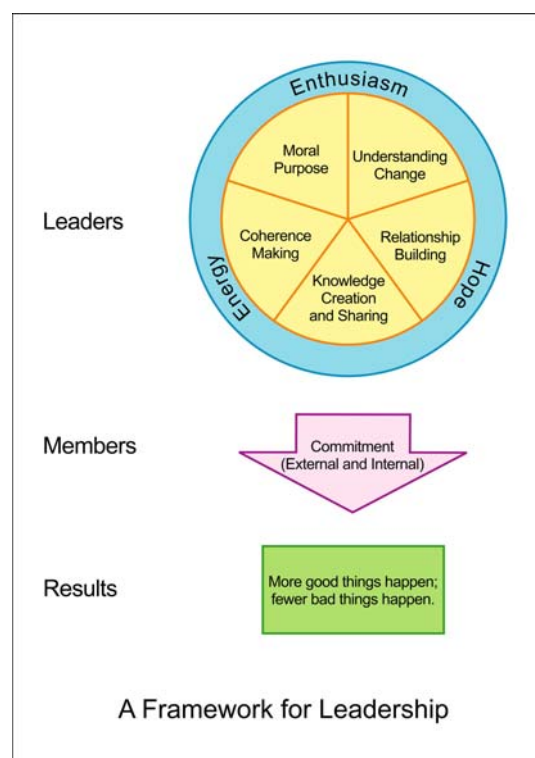 Enthusiasm
Moral
Purpose
Understanding
Change
Leaders
Coherence
Making
Relationship
Building
Energy
Knowledge
Creation
and Sharing
Hope
Members
Commitment
(External and Internal)
Results
More good things happen;
fewer bad things happen.
A Framework for Leadership